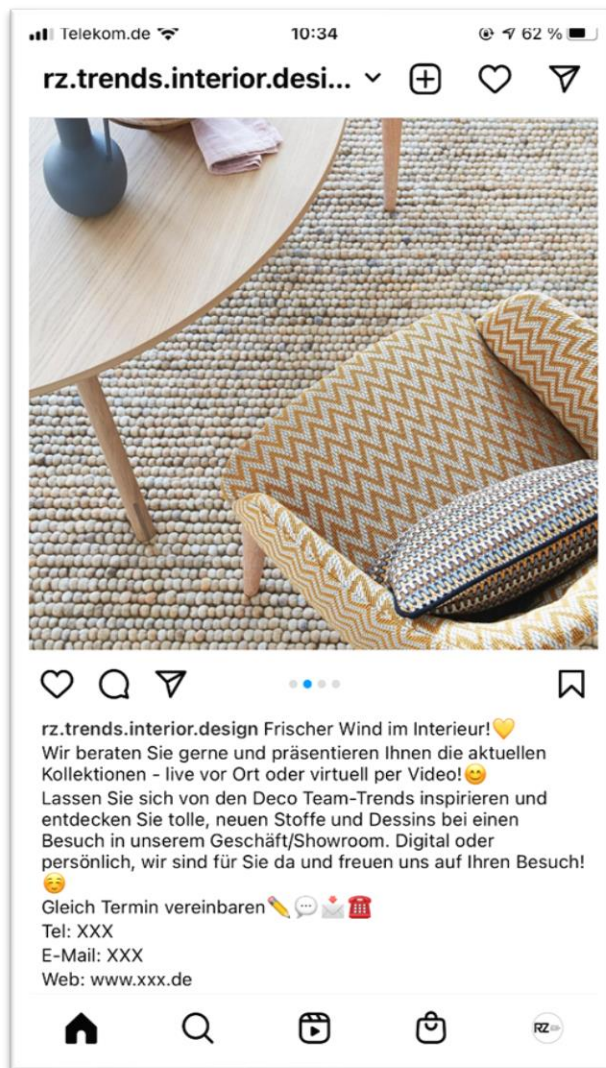 Telekom.de 10:34 62 %
rz.trends.interior.desi...
rz.trends.interior.design Frischer Wind im Interieur!💛
Wir beraten Sie gerne und präsentieren Ihnen die aktuellen
Kollektionen - live vor Ort oder virtuell per Video!😊
Lassen Sie sich von den Deco Team-Trends inspirieren und
entdecken Sie tolle, neuen Stoffe und Dessins bei einen
Besuch in unserem Geschäft/Showroom. Digital oder
persönlich, wir sind für Sie da und freuen uns auf Ihren Besuch!
☺️
Gleich Termin vereinbaren✏️💬📩☎️
Tel: XXX
E-Mail: XXX
Web: www.xxx.de
RZ